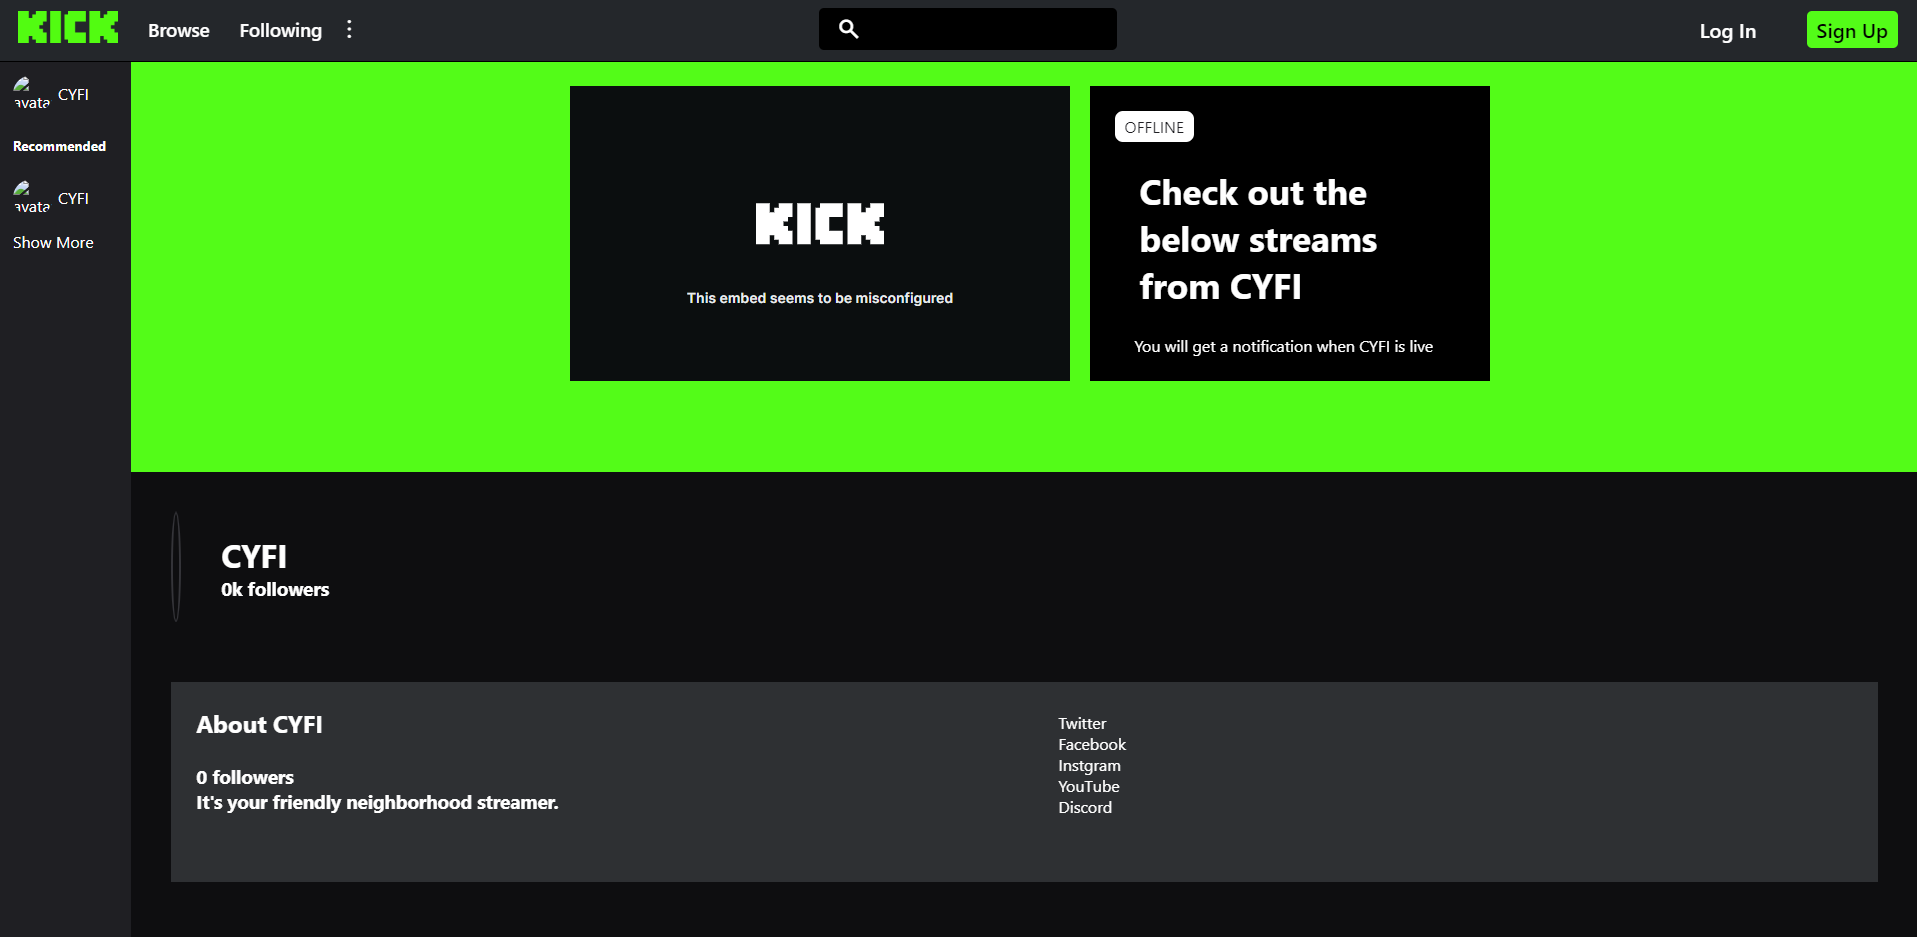 KICK
Browse Following
Log In Sign Up
avata CYFI
Recommended
avata CYFI
Show More
KICK
This embed seems to be misconfigured
OFFLINE
Check out the
below streams
from CYFI
You will get a notification when CYFI is live
CYFI
0k followers
About CYFI
0 followers
It's your friendly neighborhood streamer.
Twitter
Facebook
Instgram
YouTube
Discord